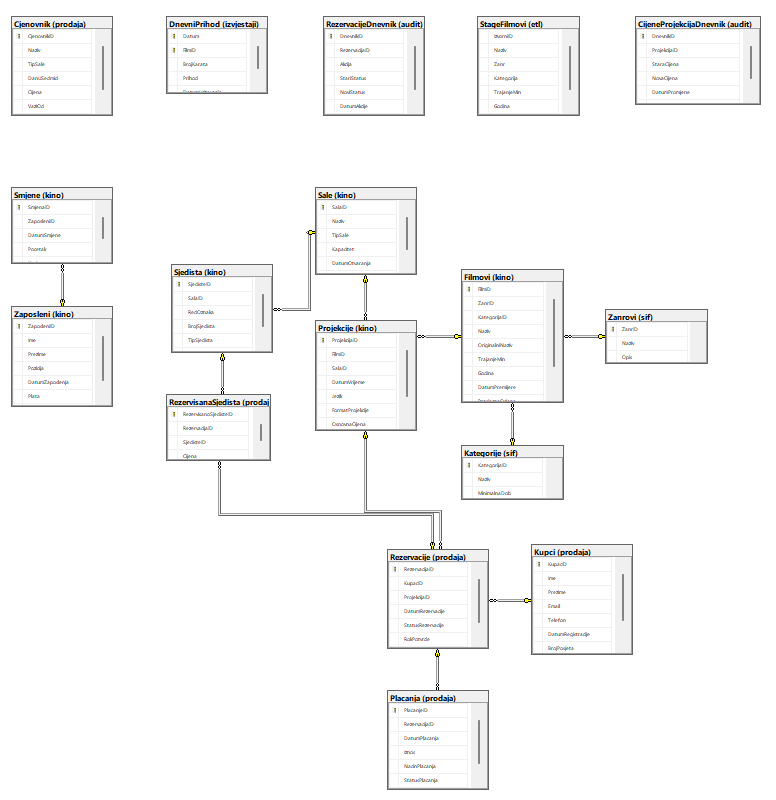 Cjenovnik (prodaja)
CjenovnikID
Naziv
TipSale
DanuSedmici
Cijena
VaziOd
DnevniPrihod (izvjestaji)
Datum
FilmID
BrojKarata
Prihod
RezervacijeDnevnik (audit)
DnevnikID
RezervacijaID
Akcija
StariStatus
NoviStatus
DatumAkcije
StageFilmovi (etl)
IzvorniID
Naziv
Zanr
Kategorija
TrajanjeMin
Godina
CijeneProjekcijaDnevnik (audit)
DnevnikID
ProjekcijaID
StaraCijena
NovaCijena
DatumPromjene
Smjene (kino)
SmjenaID
ZaposleniID
DatumSmjene
Pocetak
Zaposleni (kino)
ZaposleniID
Ime
Prezime
Pozicija
DatumZaposlenja
Plata
Sjedista (kino)
SjedisteID
SalaID
RedOznaka
BrojSjedista
TipSjedista
RezervisanaSjedista (prodaj
RezervisanoSjedisteID
RezervacijaID
SjedisteID
Cijena
Sale (kino)
SalaID
Naziv
TipSale
Kapacitet
DatumOtvaranja
Projekcije (kino)
ProjekcijaID
FilmID
SalaID
DatumVrijeme
Jezik
FormatProjekcije
OsnovnaCijena
Filmovi (kino)
FilmID
ZanrID
KategorijaID
Naziv
OriginalniNaziv
TrajanjeMin
Godina
DatumPremijere
Zanrovi (sif)
ZanrID
Naziv
Opis
Kategorije (sif)
KategorijaID
Naziv
MinimalnaDob
Rezervacije (prodaja)
RezervacijaID
KupacID
ProjekcijaID
DatumRezervacije
StatusRezervacije
RokPotvrde
Kupci (prodaja)
KupacID
Ime
Prezime
Email
Telefon
DatumRegistracije
BrojPosjeta
Placanja (prodaja)
PlacanjeID
RezervacijaID
DatumPlacanja
Iznos
NacinPlacanja
StatusPlacanja